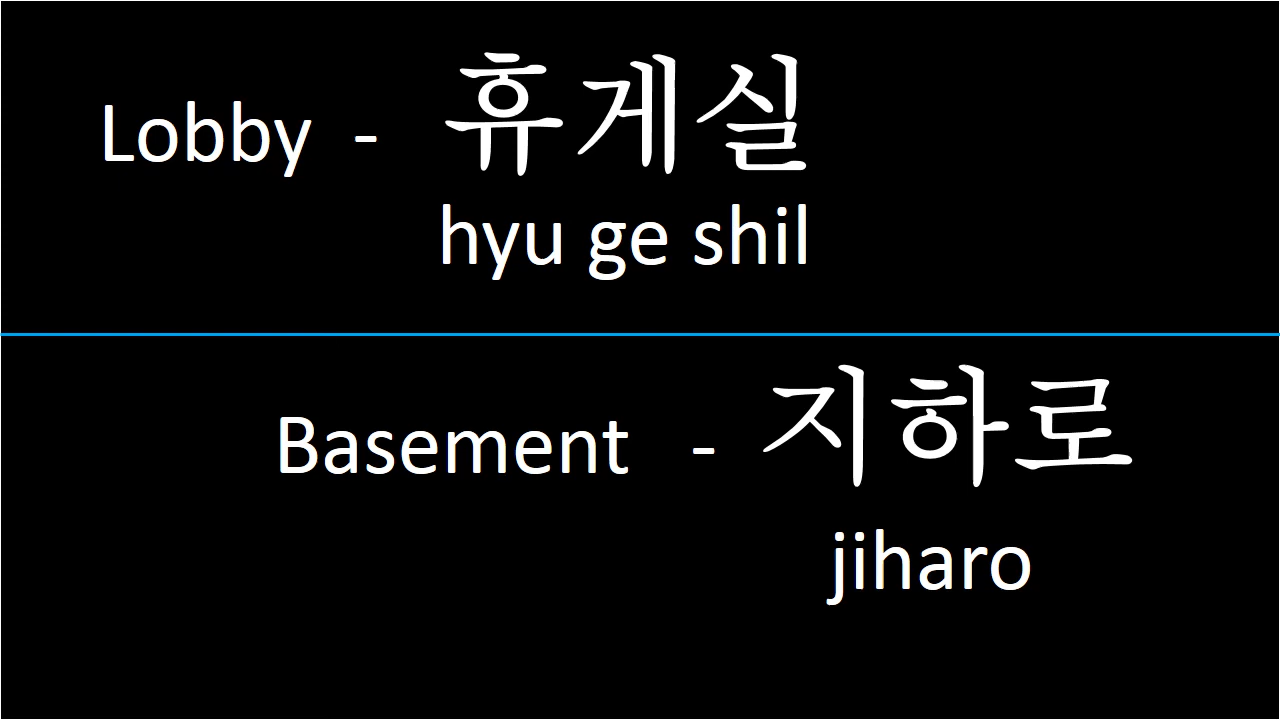 Lobby - 휴게실
hyu ge shil
Basement - 지하로
jiharo